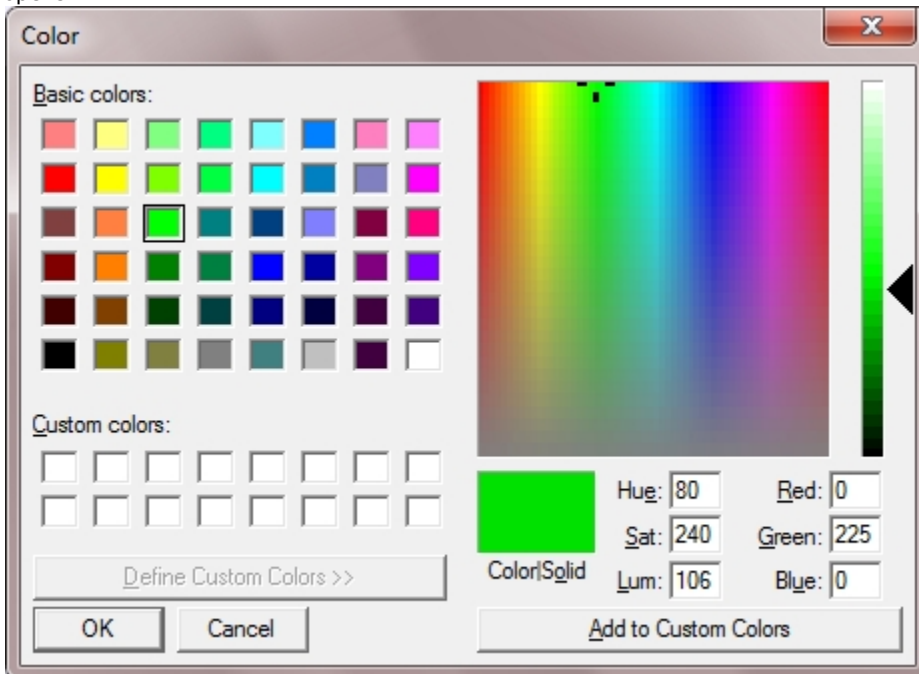 Color
Basic colors:
Custom colors:
Define Custom Colors >>
OK Cancel
Color|Solid
Hue: 80 Red: 0
Sat: 240 Green: 225
Lum: 106 Blue: 0
Add to Custom Colors